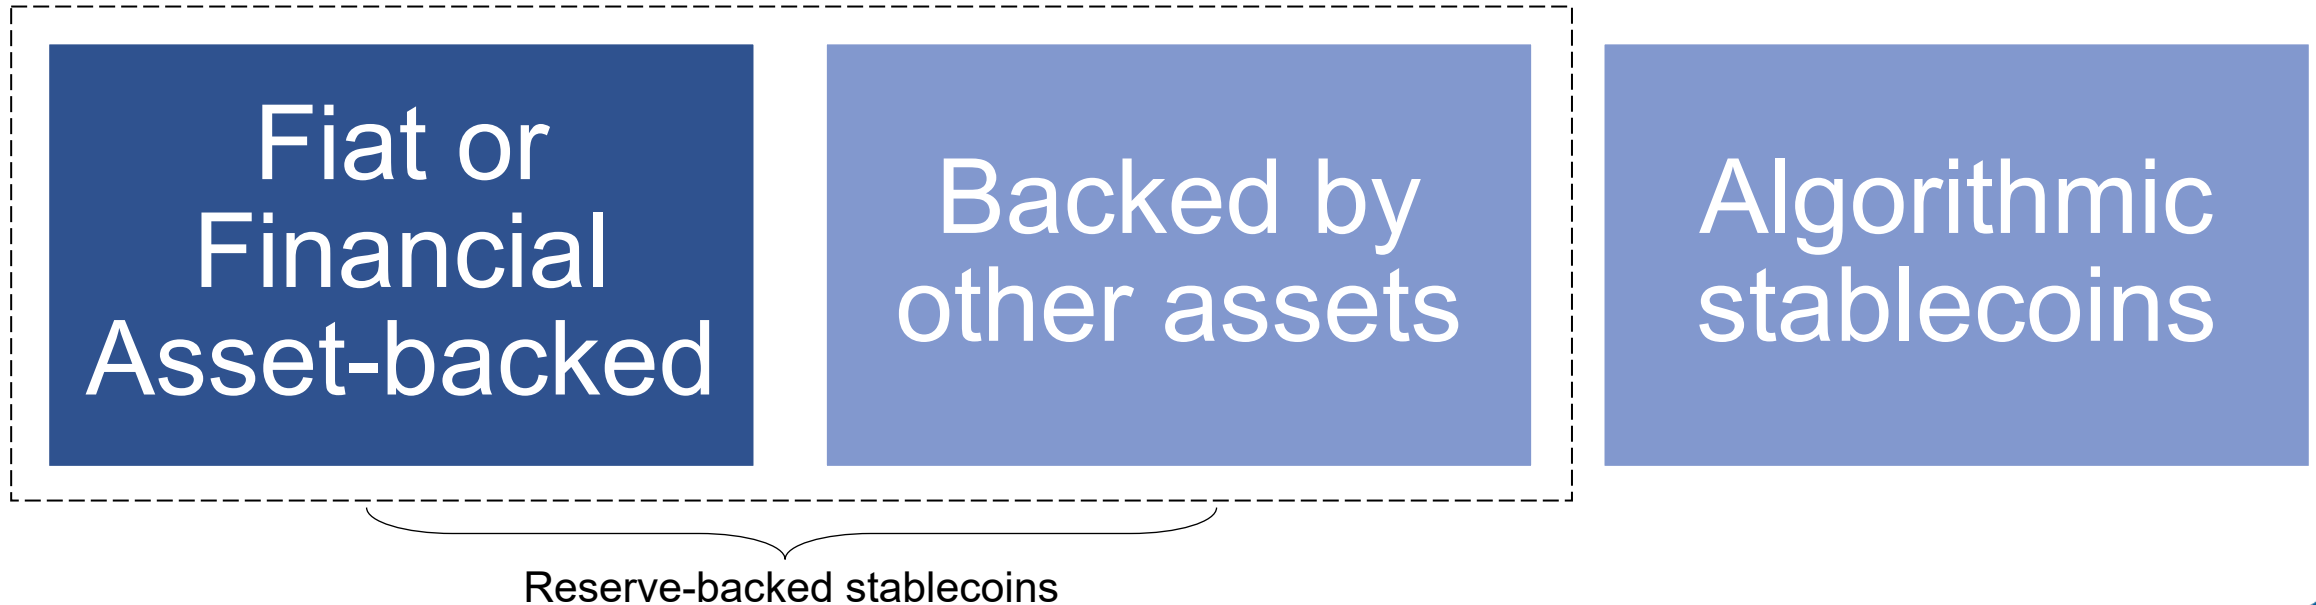 Fiat or
Financial
Asset-backed
Backed by
other assets
Algorithmic
stablecoins
Reserve-backed stablecoins